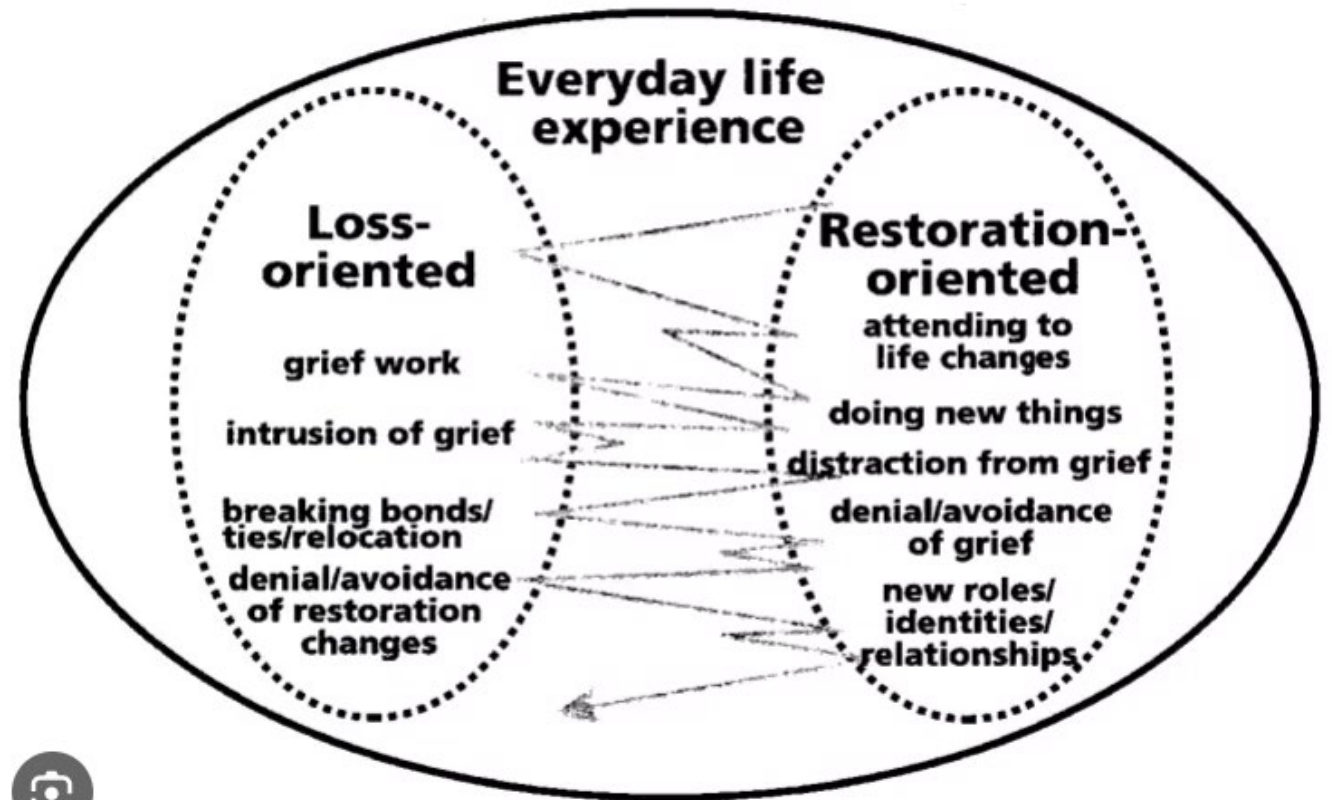 Everyday life
experience
Loss-
oriented
grief work
intrusion of grief
breaking bonds/
ties/relocation
denial/avoidance
of restoration
changes
Restoration-
oriented
attending to
life changes
doing new things
distraction from grief
denial/avoidance
of grief
new roles/
identities/
relationships